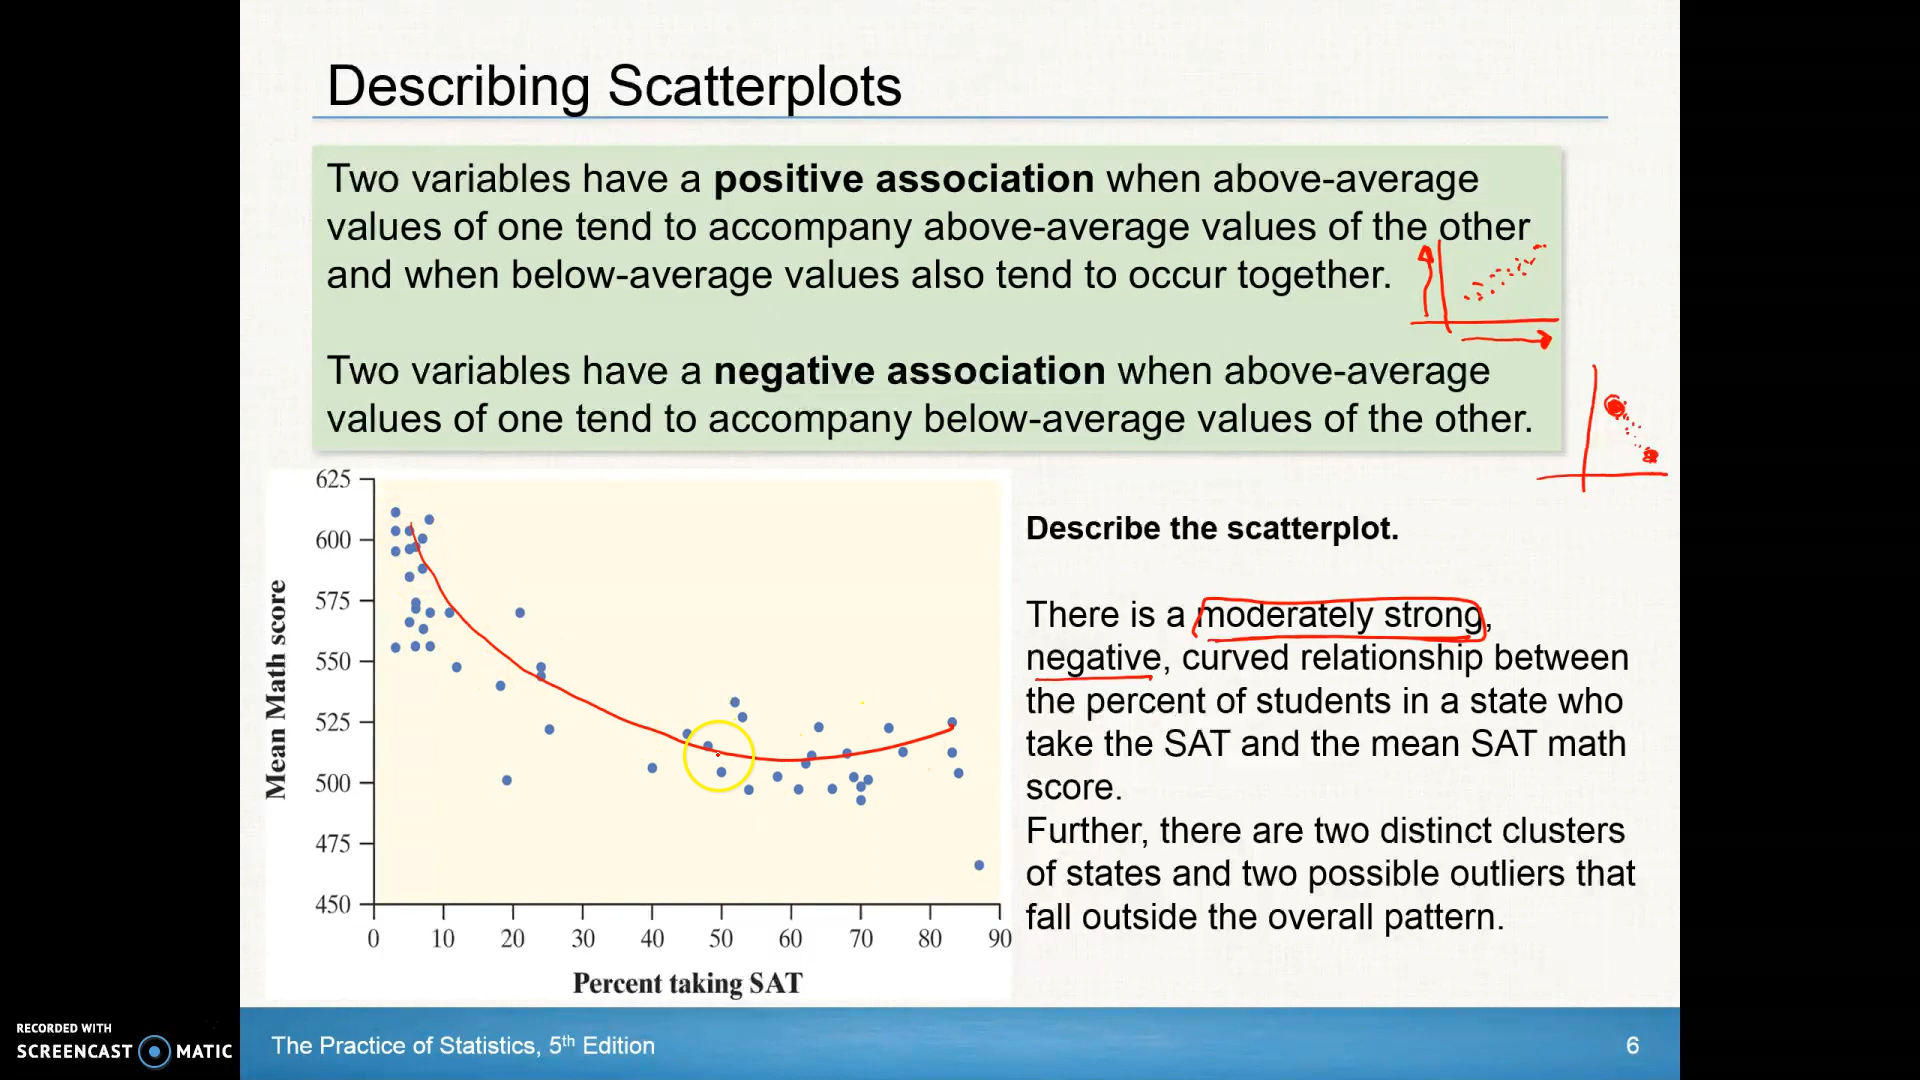 Describing Scatterplots
Two variables have a positive association when above-average
values of one tend to accompany above-average values of the other
and when below-average values also tend to occur together.
Two variables have a negative association when above-average
values of one tend to accompany below-average values of the other.
625
600
575
550
525
500
475
450
Mean Math score
0 10 20 30 40 50 60 70 80 90
Percent taking SAT
Describe the scatterplot.
There is a moderately strong,
negative, curved relationship between
the percent of students in a state who
take the SAT and the mean SAT math
score.
Further, there are two distinct clusters
of states and two possible outliers that
fall outside the overall pattern.
RECORDED WITH
SCREENCAST MATIC
The Practice of Statistics, 5th Edition
6